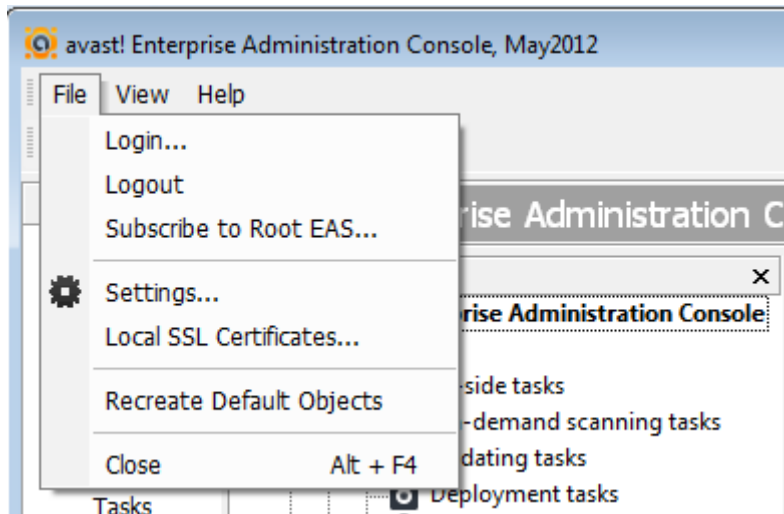 avast! Enterprise Administration Console, May2012
File View Help
Login...
Logout
Subscribe to Root EAS...
rise Administration C
Settings...
rise Administration Console
Local SSL Certificates...
-side tasks
Recreate Default Objects
-demand scanning tasks
Close Alt + F4
dating tasks
Deployment tasks
Tasks